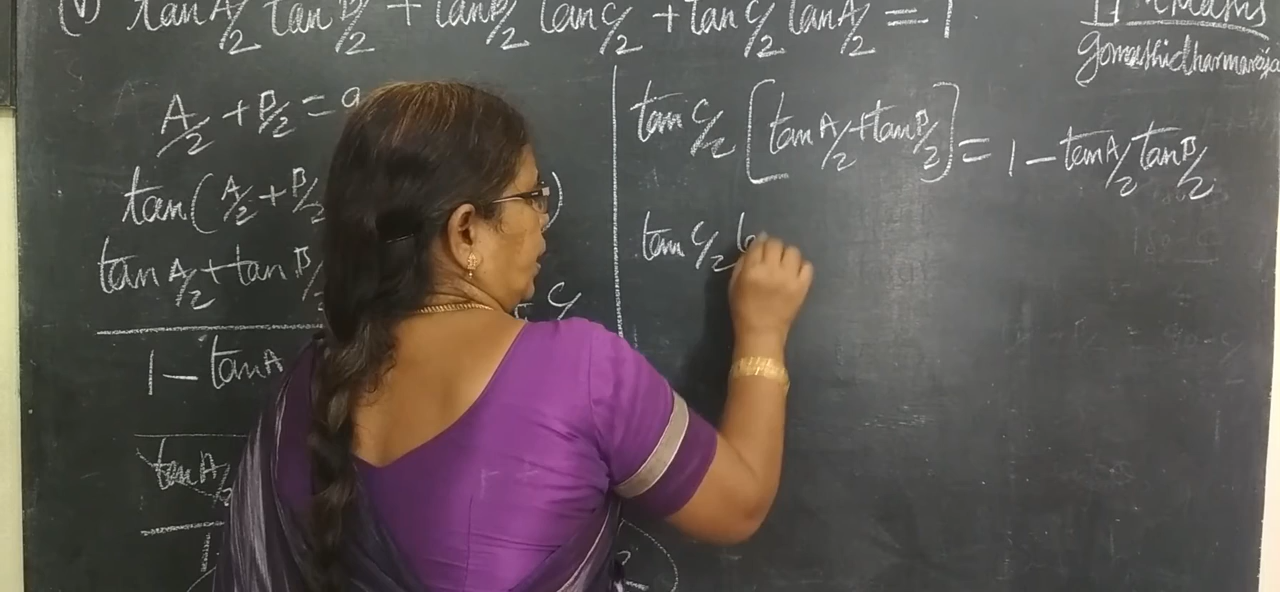 (v) tan A/2 tan B/2 + tan B/2 tan C/2 + tan C/2 tan A/2 = 1
Maths
gomathidharmaraja
A/2 + B/2 = 9
tan(A/2 + B/2 )
tan A/2 + tan B/2
1 - tan A
tan A/2
tan C/2 [tan A/2 + tan B/2] = 1 - tan A/2 tan B/2
tan C/2 t